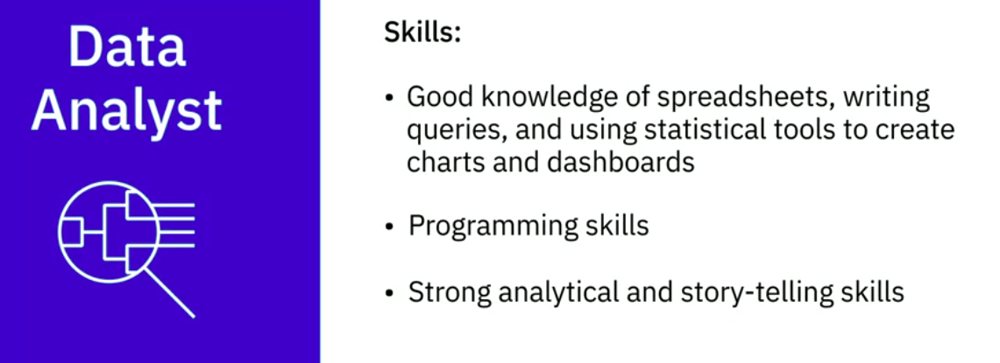 Data
Analyst
Skills:
• Good knowledge of spreadsheets, writing
queries, and using statistical tools to create
charts and dashboards
• Programming skills
• Strong analytical and story-telling skills